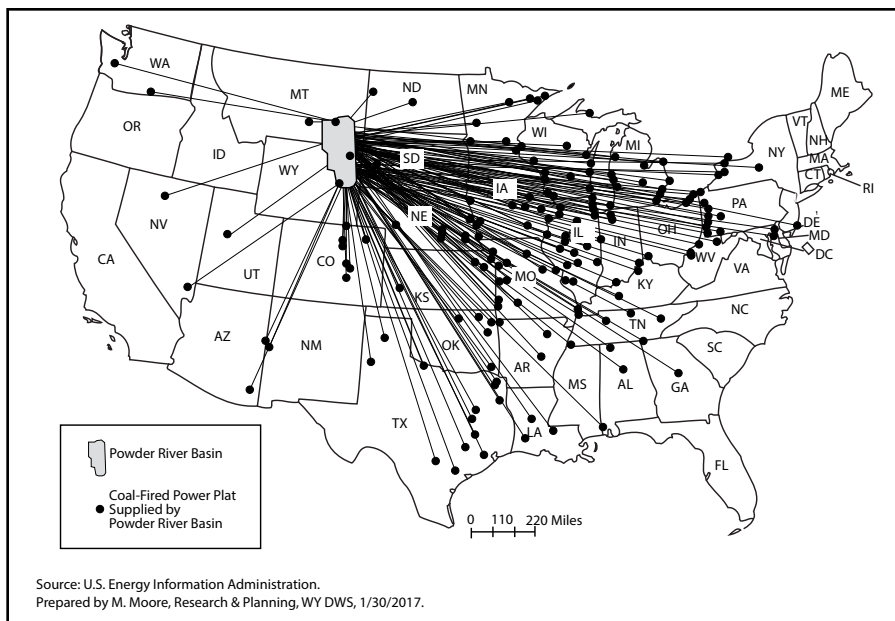 WA
MT
ND
MN
ME
OR
ID
WY
SD
WI
MI
VT
NH
NY
MA
CT
RI
IA
NE
PA
NV
UT
CO
CA
IL
IN
OH
DE
MD
DC
WV
VA
KS
MO
KY
NC
TN
AZ
NM
OK
AR
SC
MS
AL
GA
TX
LA
FL
Powder River Basin
Coal-Fired Power Plat
Supplied by
Powder River Basin
0 110 220 Miles
Source: U.S. Energy Information Administration.
Prepared by M. Moore, Research & Planning, WY DWS, 1/30/2017.